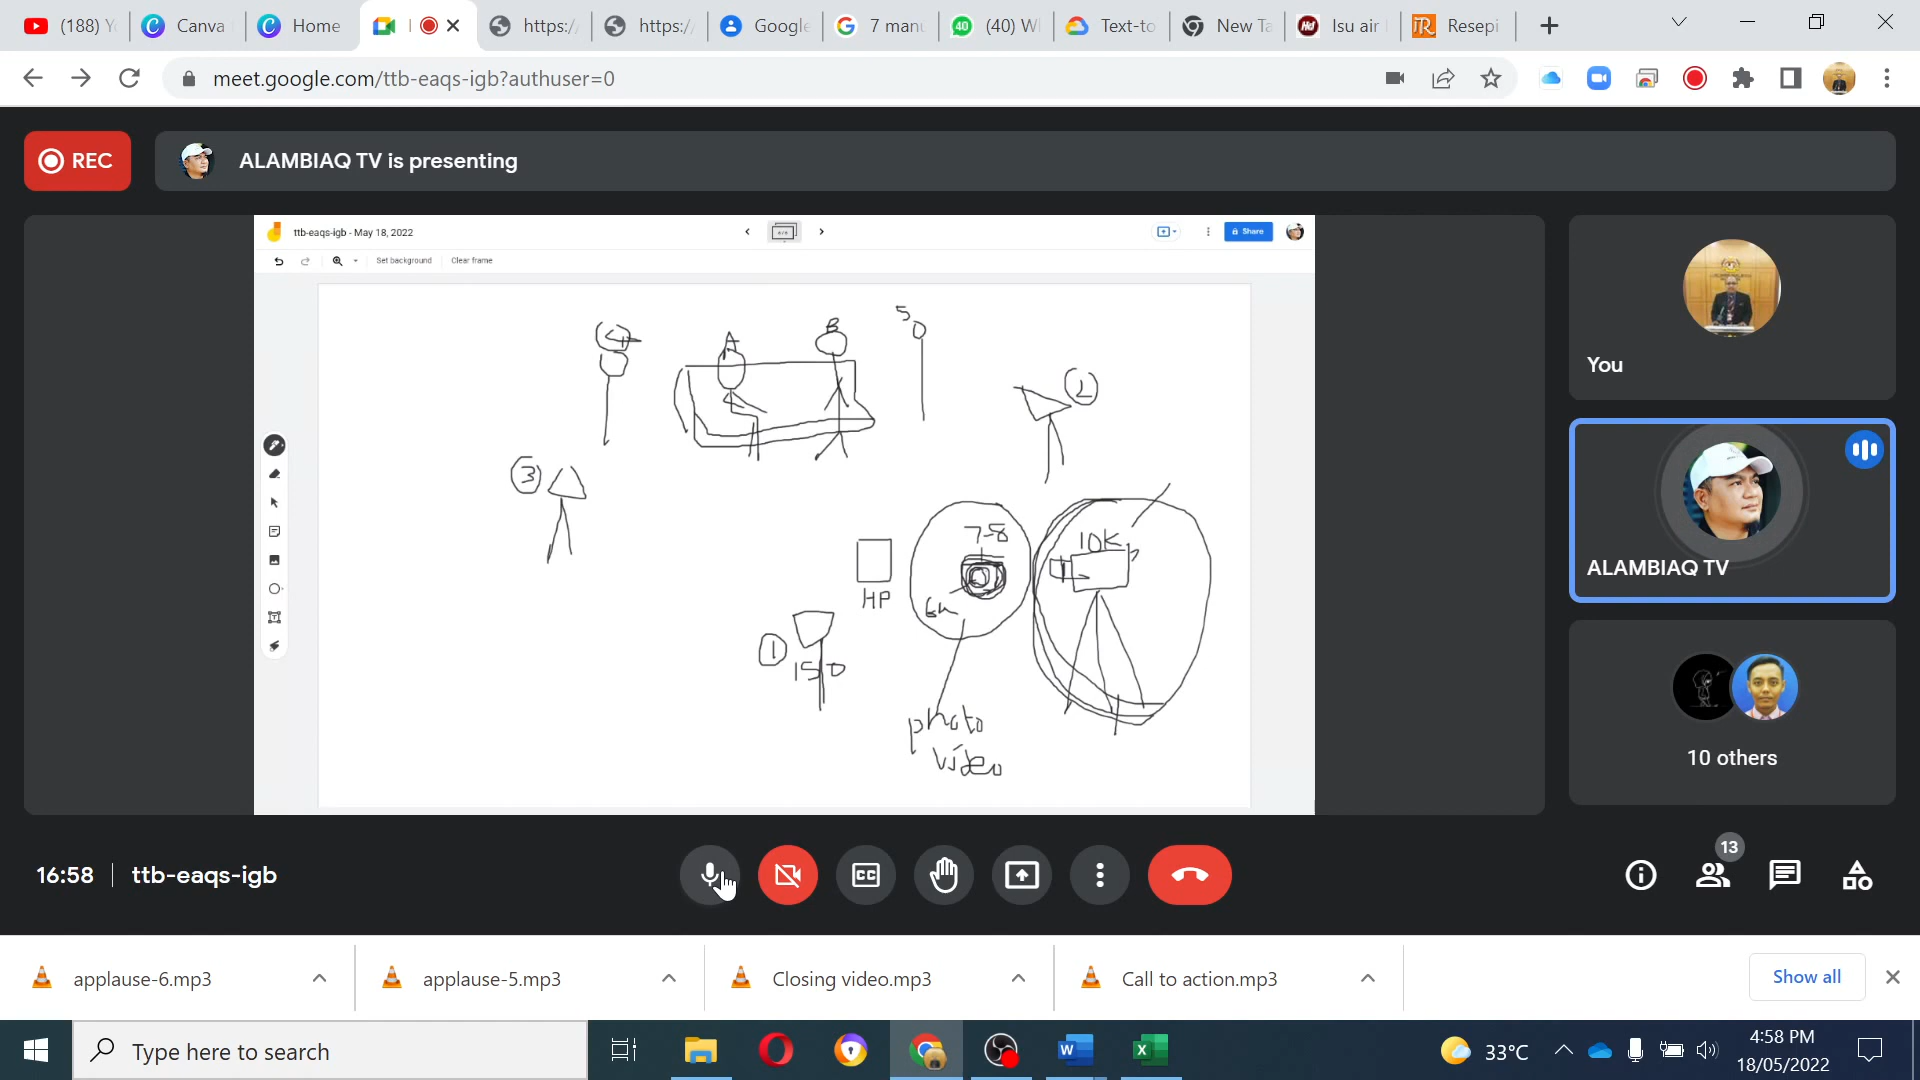 (188) Y
Canva
Home
https:/
https:/
Google
7 man
(40) W
Text-to
New Ta
Isu air
Resepi
meet.google.com/ttb-eaqs-igb?authuser=0
REC
ALAMBIAQ TV is presenting
ttb-eaqs-igb - May 18, 2022
Share
Set background
Clear frame
4
A
B
5
2
3
HP
7-8
10K
6k
1
150
photo
video
You
ALAMBIAQ TV
10 others
16:58
ttb-eaqs-igb
CC
13
applause-6.mp3
applause-5.mp3
Closing video.mp3
Call to action.mp3
Show all
Type here to search
33°C
4:58 PM
18/05/2022